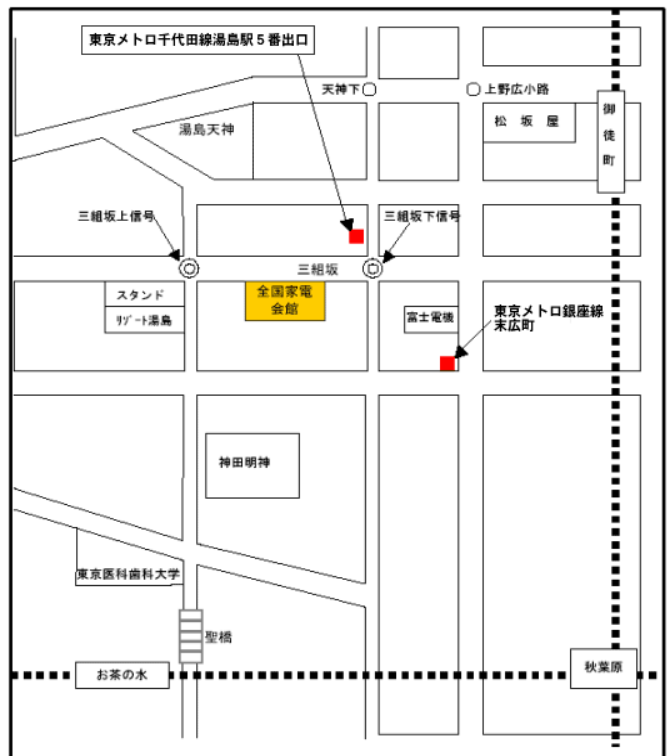 東京メトロ千代田線湯島駅5番出口
天神下
上野広小路
御徒町
松坂屋
湯島天神
三組坂上信号
三組坂下信号
三組坂
スタンド
リゾート湯島
全国家電
会館
富士電機
東京メトロ銀座線
末広町
神田明神
東京医科歯科大学
聖橋
お茶の水
秋葉原